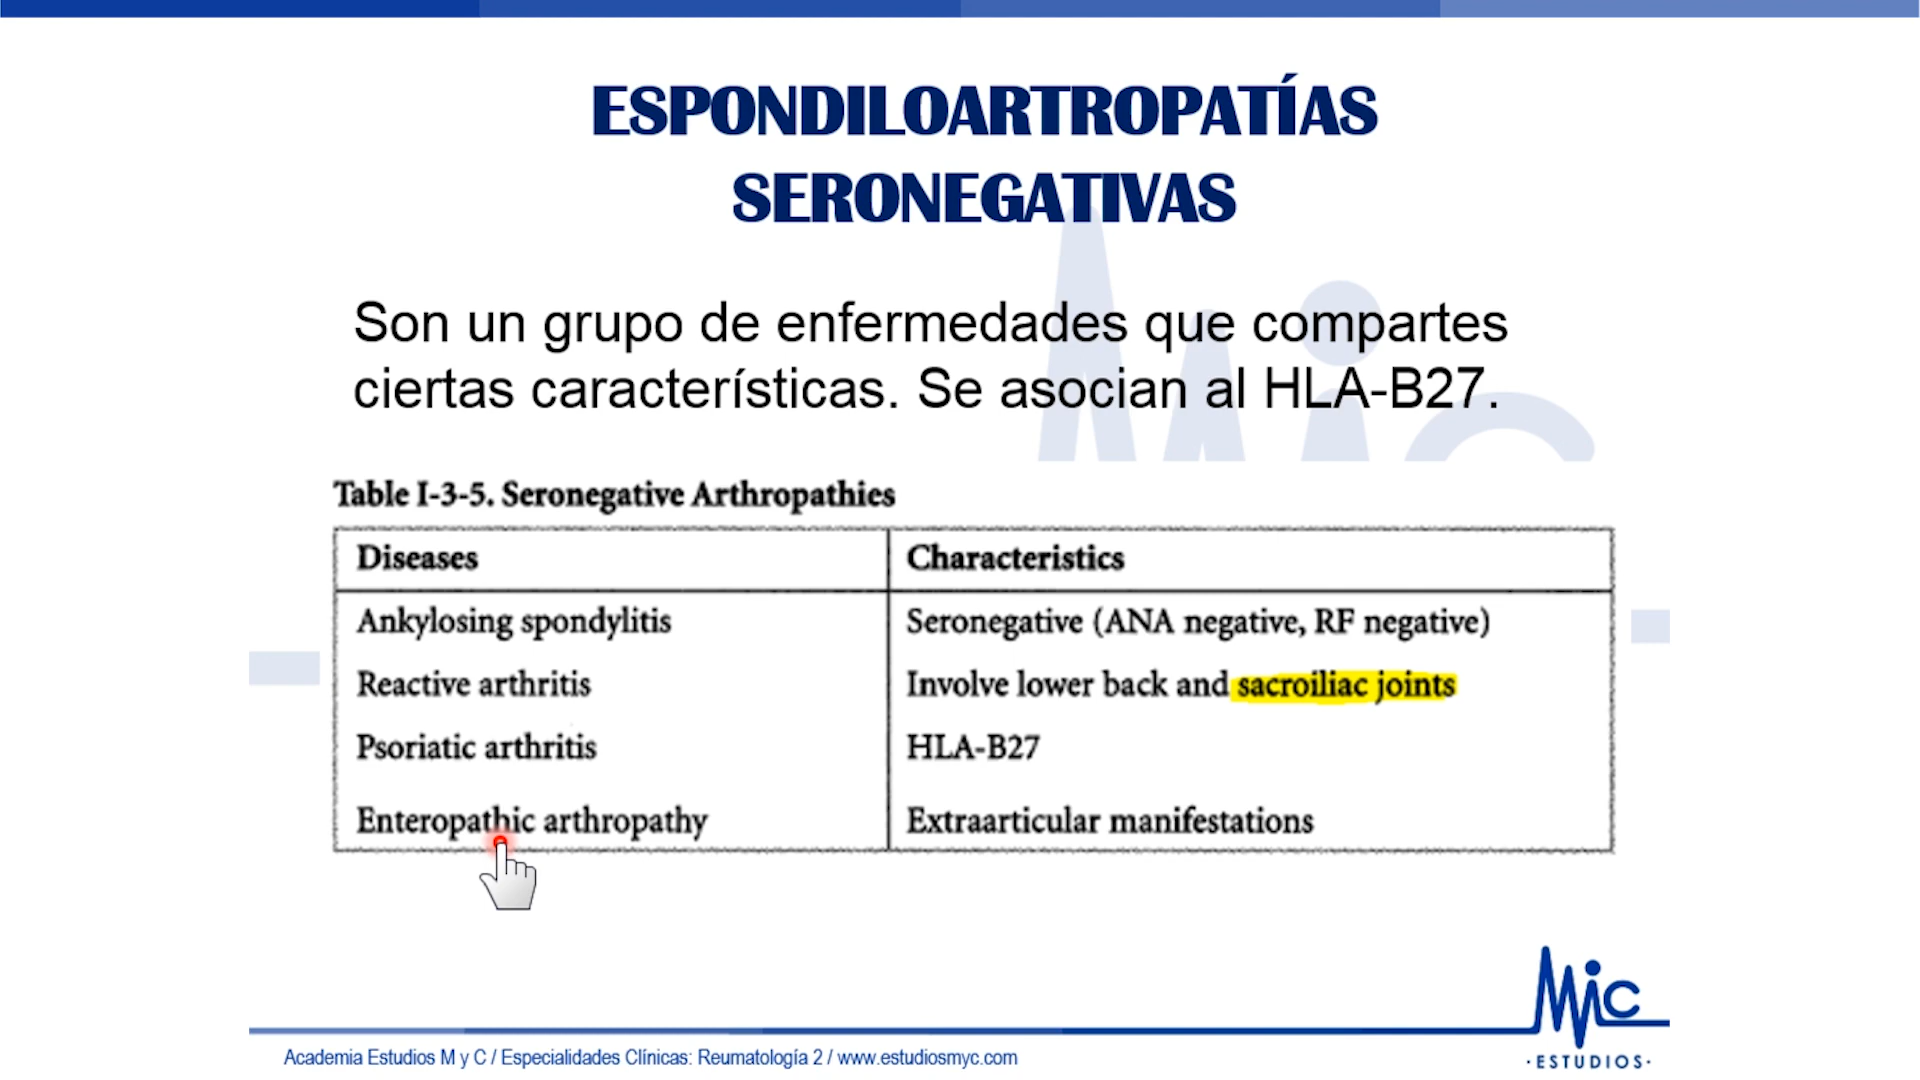 ESPONDILOARTROPATÍAS
SERONEGATIVAS
Son un grupo de enfermedades que compartes
ciertas características. Se asocian al HLA-B27.
Table I-3-5. Seronegative Arthropathies
Diseases
Characteristics
Ankylosing spondylitis
Seronegative (ANA negative, RF negative)
Reactive arthritis
Involve lower back and sacroiliac joints
Psoriatic arthritis
HLA-B27
Enteropathic arthropathy
Extraarticular manifestations
Mic
·ESTUDIOS·
Academia Estudios M y C / Especialidades Clínicas: Reumatología 2 / www.estudiosmyc.com